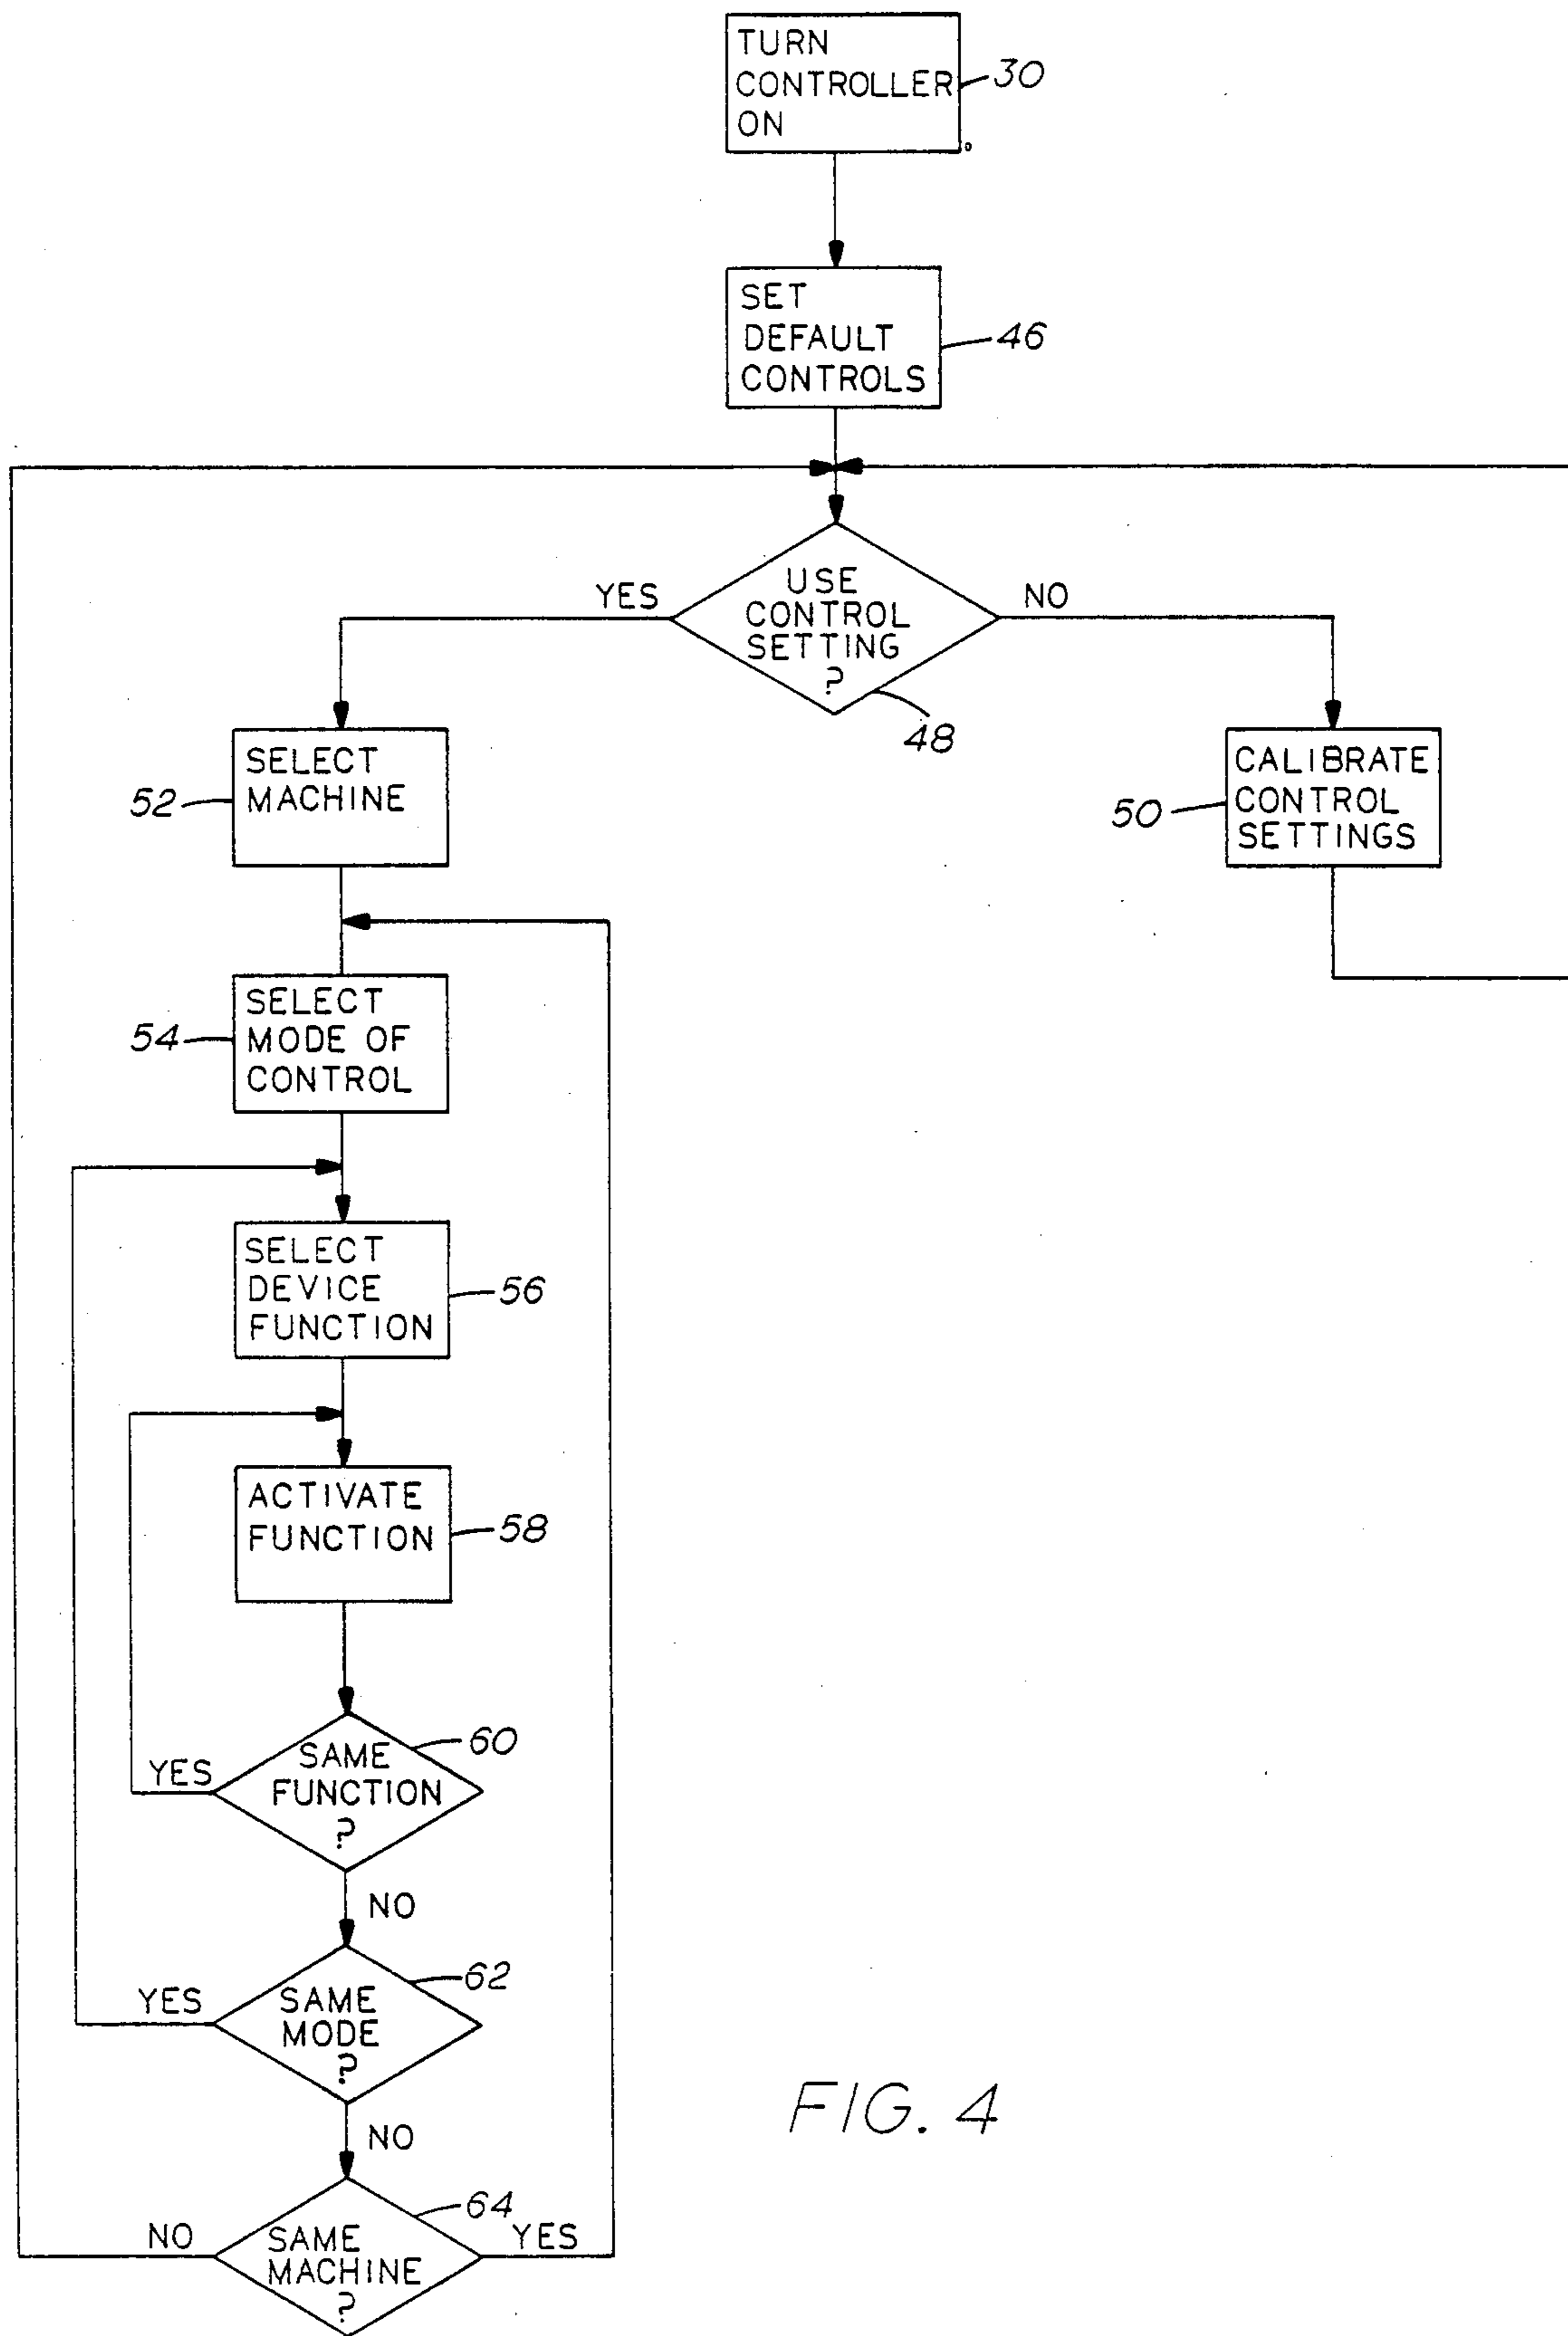 TURN
CONTROLLER
ON
30
SET
DEFAULT
CONTROLS
46
YES
USE
CONTROL
SETTING
?
NO
48
SELECT
MACHINE
52
CALIBRATE
CONTROL
SETTINGS
50
SELECT
MODE OF
CONTROL
54
SELECT
DEVICE
FUNCTION
56
ACTIVATE
FUNCTION
58
SAME
FUNCTION
?
60
YES
NO
SAME
MODE
?
62
YES
NO
SAME
MACHINE
?
64
NO
YES
FIG. 4